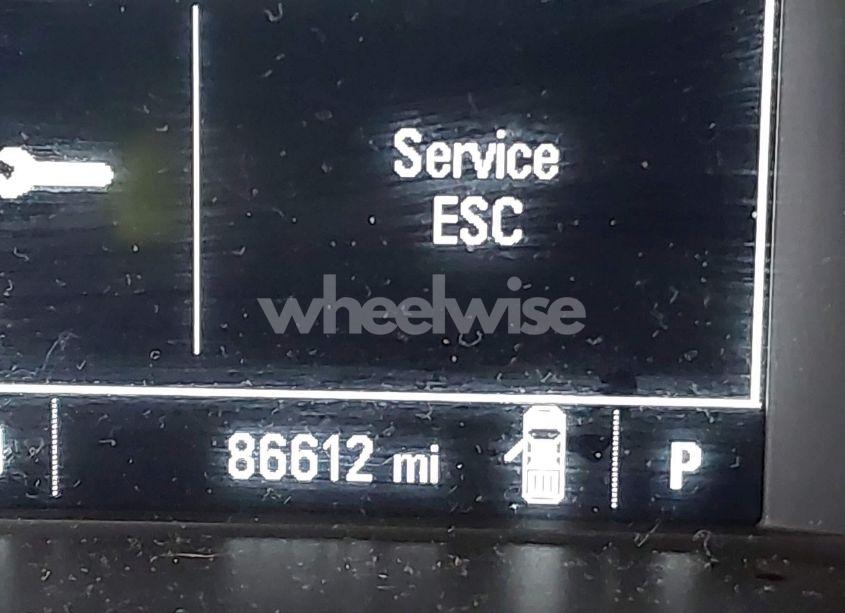 Service
ESC
wheelwise
86612 mi
P